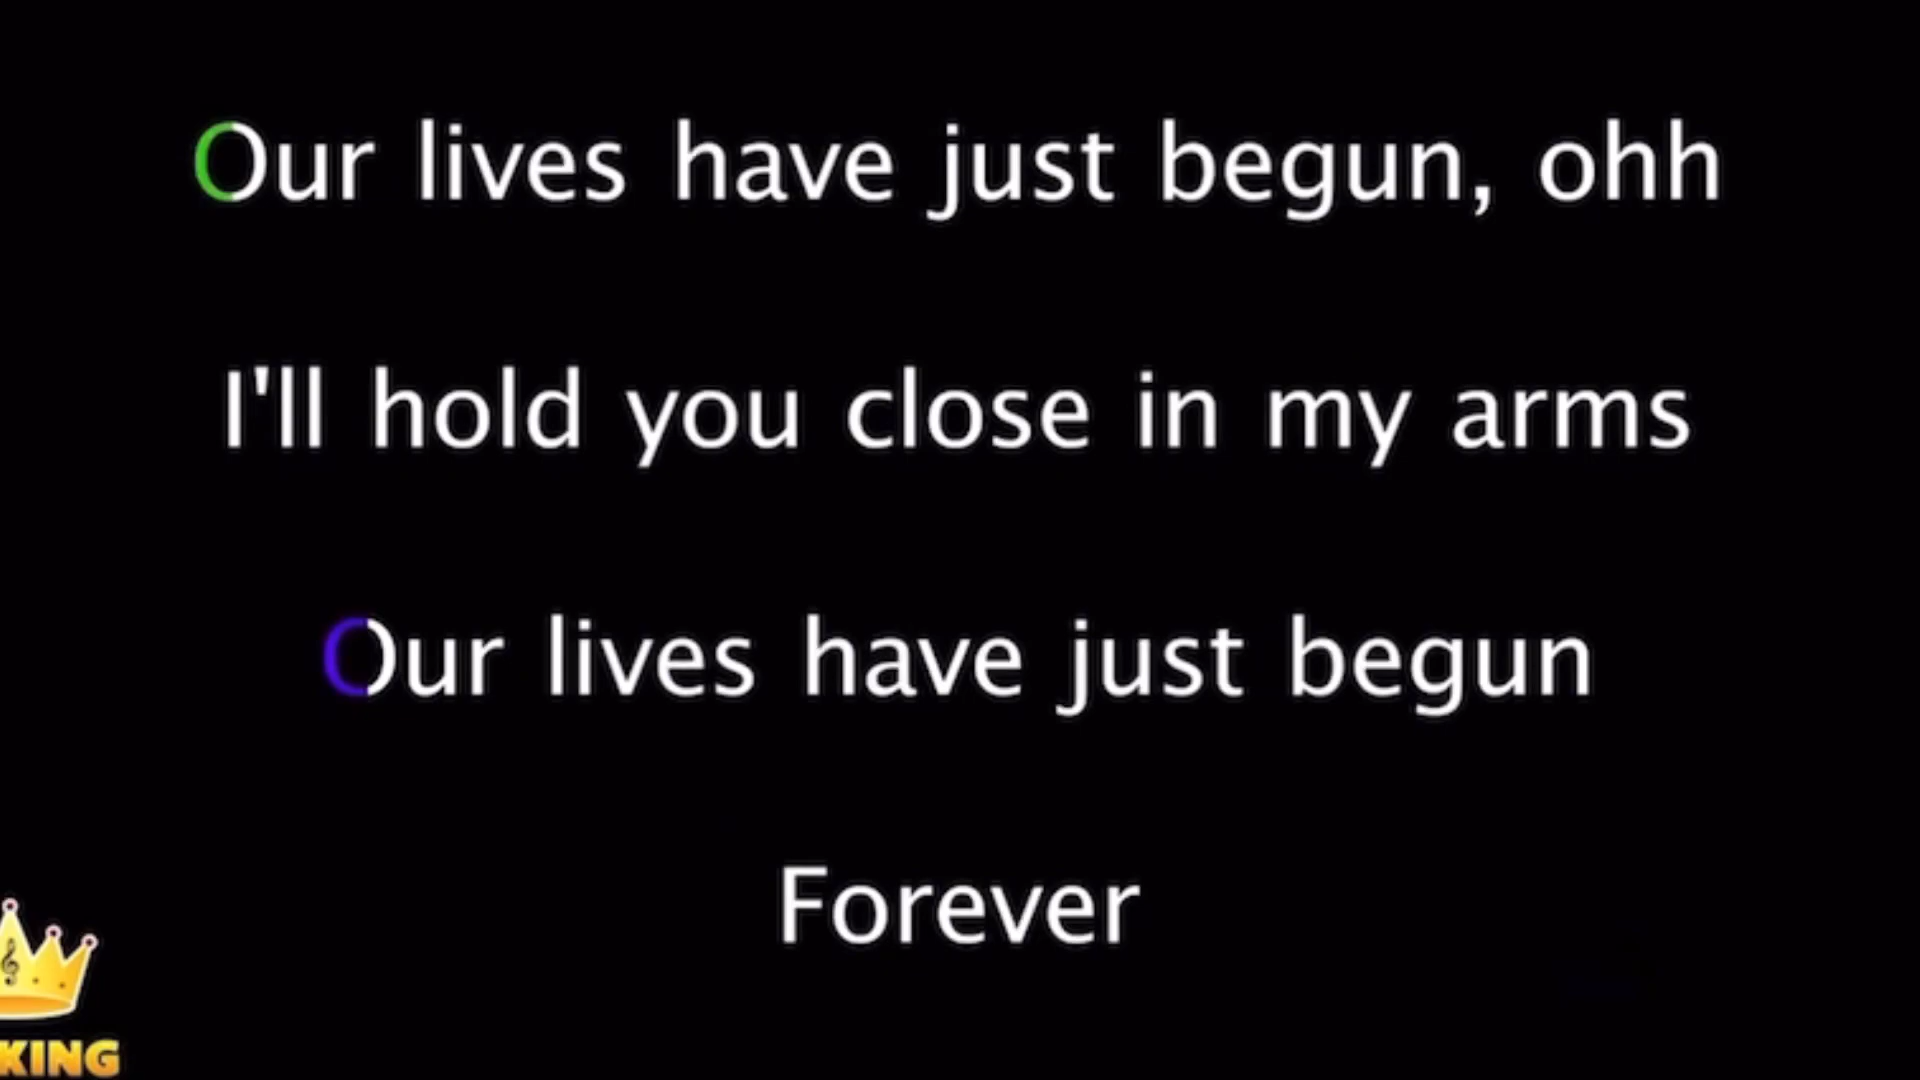 Our lives have just begun, ohh
I'll hold you close in my arms
Our lives have just begun
Forever
KING